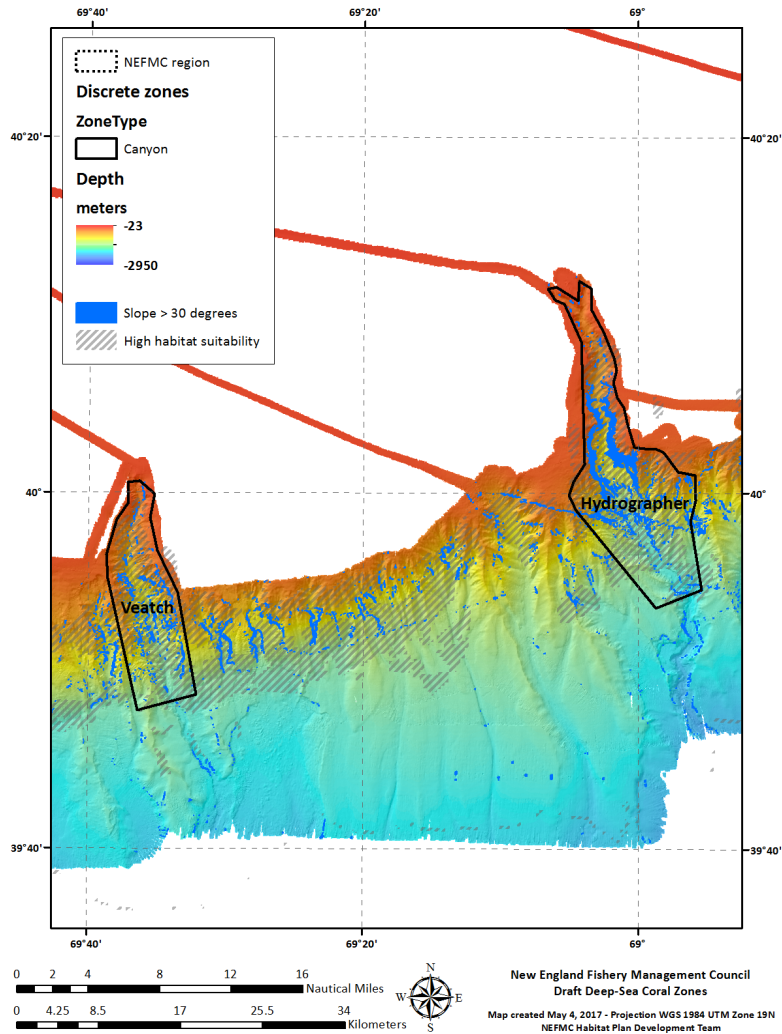 69°40'
69°20'
69°
NEFMC region
Discrete zones
ZoneType
Canyon
Depth
meters
-23
-2950
Slope > 30 degrees
High habitat suitability
40°20'
40°20'
40°
40°
Hydrographer
Veatch
39°40'
39°40'
69°40'
69°20'
69°
0 2 4 8 12 16
Nautical Miles
0 4.25 8.5 17 25.5 34
Kilometers
N
W E
S
New England Fishery Management Council
Draft Deep-Sea Coral Zones
Map created May 4, 2017 - Projection WGS 1984 UTM Zone 19N
NEFMC Habitat Plan Development Team